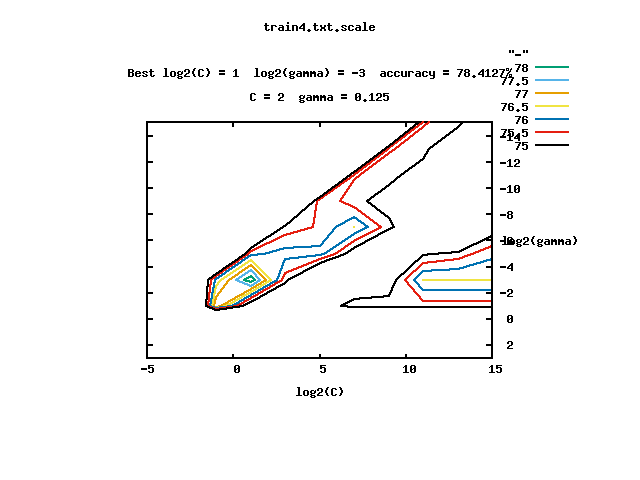 train4.txt.scale
"-"
Best log2(C) = 1 log2(gamma) = -3 accuracy = 78.4127%
C = 2 gamma = 0.125
78
77.5
77
76.5
76
75.5
75
-14
-12
-10
-8
-6
log2(gamma)
-4
-2
0
2
-5 0 5 10 15
log2(C)